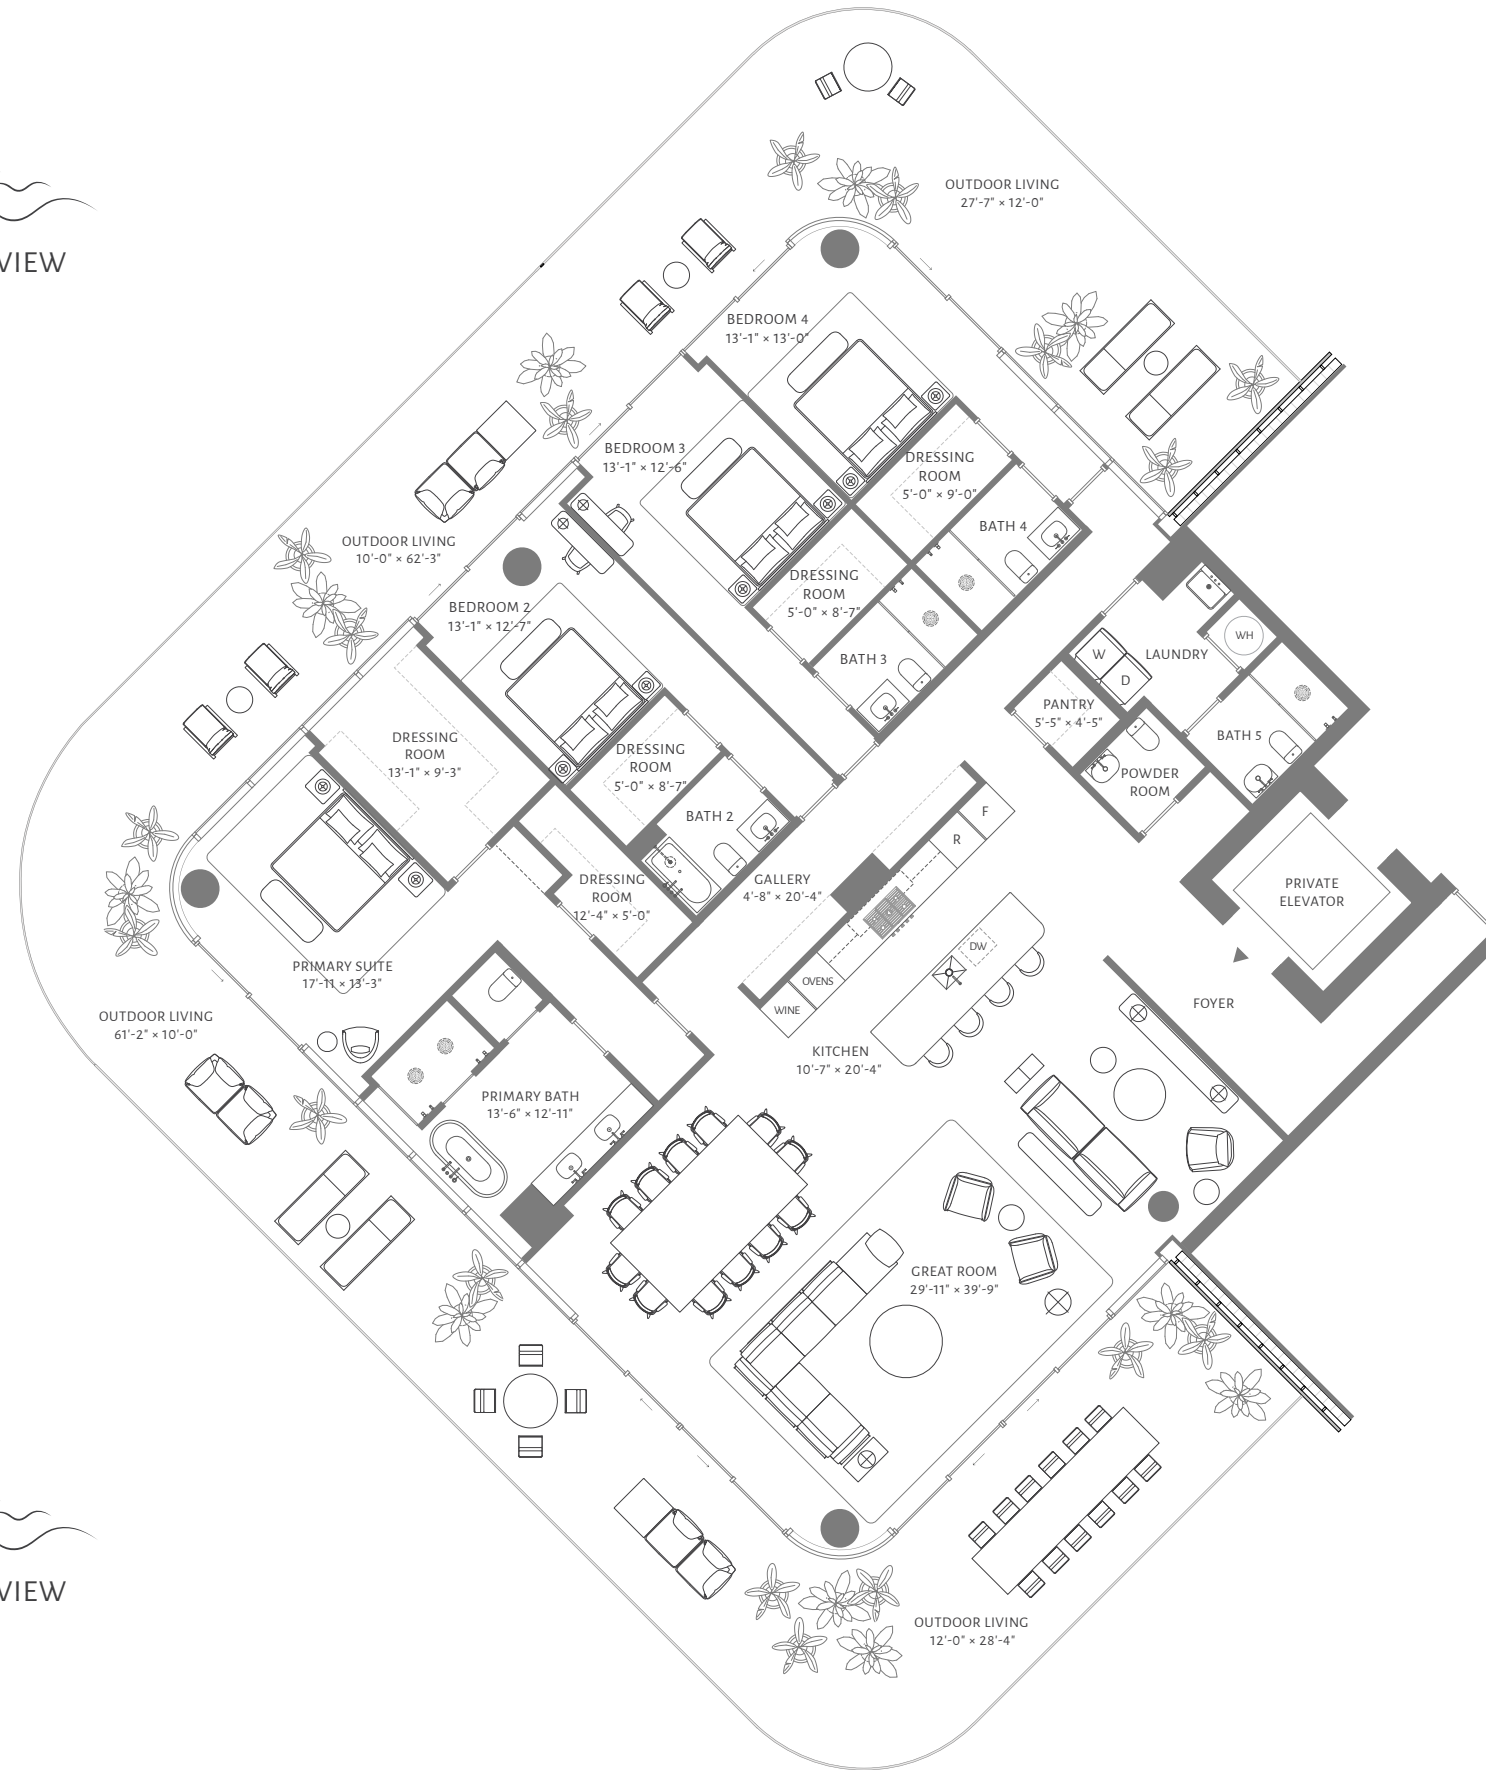 OUTDOOR LIVING
27'-7" × 12'-0"
VIEW
BEDROOM 4
13'-1" × 13'-0"
BEDROOM 3
13'-1" × 12'-6"
DRESSING
ROOM
5'-0" × 9'-0"
BATH 4
OUTDOOR LIVING
10'-0" × 62'-3"
DRESSING
ROOM
5'-0" × 8'-7"
BEDROOM 2
13'-1" × 12'-7"
WH
W
LAUNDRY
BATH 3
D
PANTRY
5'-5" × 4'-5"
BATH 5
DRESSING
ROOM
13'-1" × 9'-3"
DRESSING
ROOM
5'-0" × 8'-7"
POWDER
ROOM
BATH 2
F
R
DRESSING
ROOM
12'-4" × 5'-0"
GALLERY
4'-8" × 20'-4"
PRIVATE
ELEVATOR
DW
PRIMARY SUITE
17'-11 × 13'-3"
OVENS
WINE
FOYER
OUTDOOR LIVING
61'-2" × 10'-0"
KITCHEN
10'-7" × 20'-4"
PRIMARY BATH
13'-6" × 12'-11"
GREAT ROOM
29'-11" × 39'-9"
VIEW
OUTDOOR LIVING
12'-0" × 28'-4"